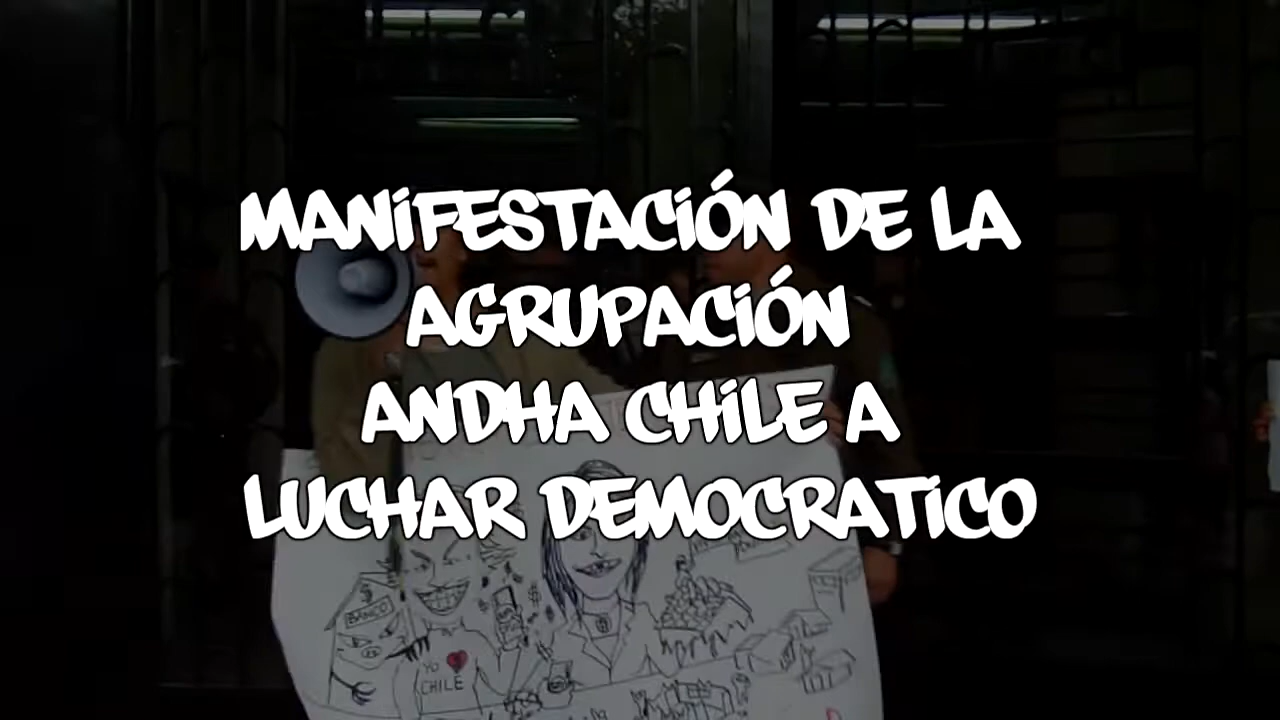 MANIFESTACIÓN DE LA
AGRUPACIÓN
ANDHA CHILE A
LUCHAR DEMOCRATICO
BANCO
YO
CHILE